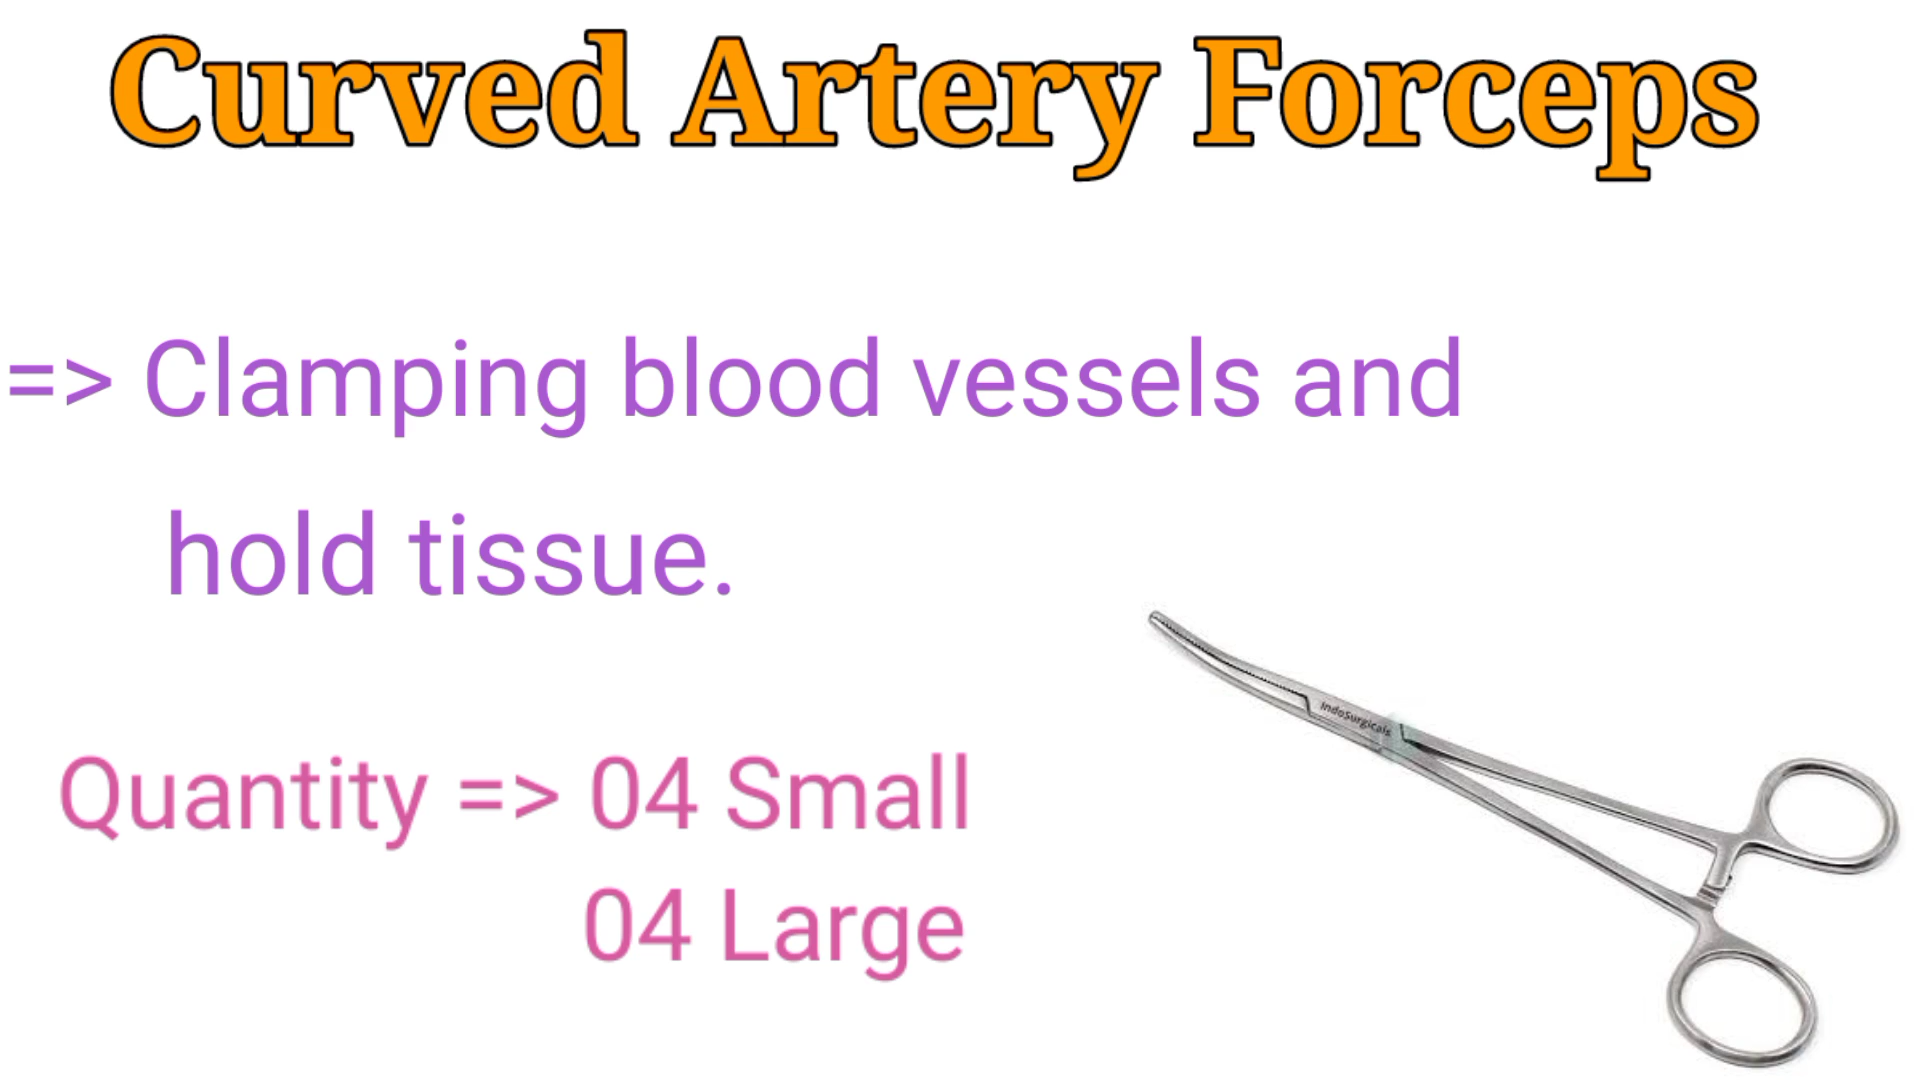 Curved Artery Forceps
=> Clamping blood vessels and
hold tissue.
IndoSurgicals
Quantity => 04 Small
04 Large